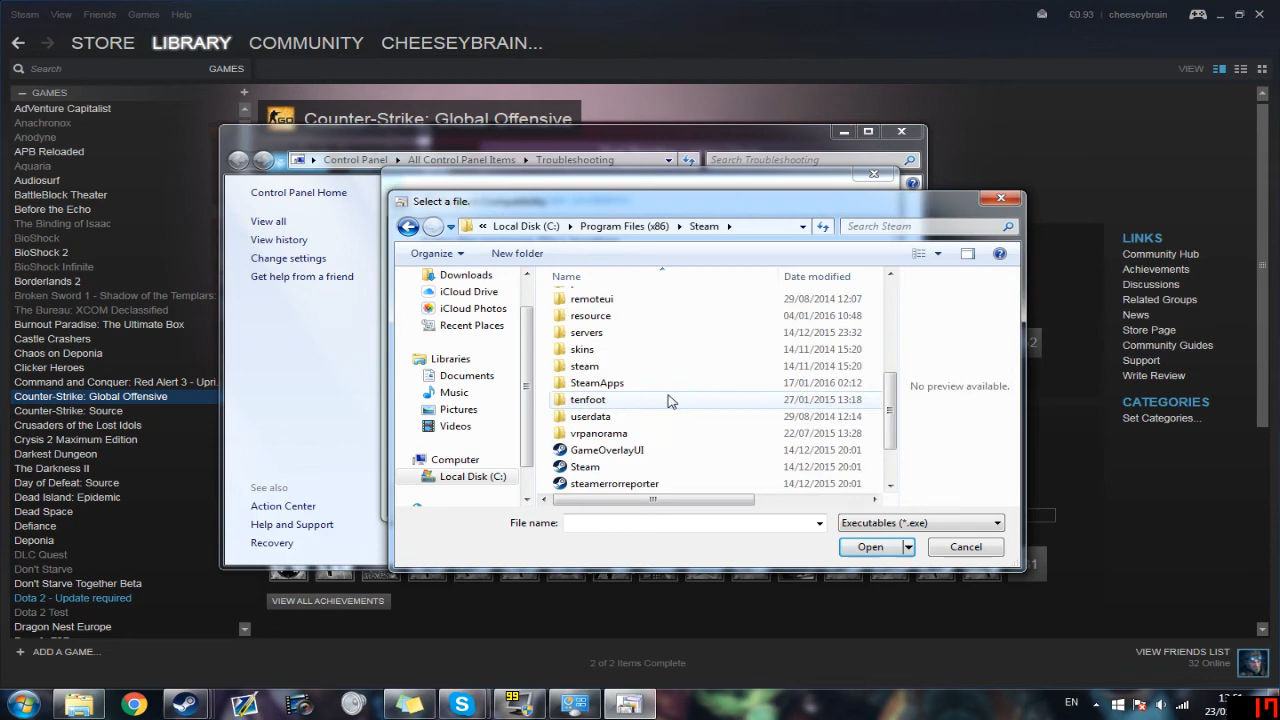 Steam View Friends Games Help
£0.93 cheeseybrain
STORE LIBRARY COMMUNITY CHEESEYBRAIN...
Search GAMES
VIEW
GAMES
AdVenture Capitalist
Anachronox
Anodyne
APB Reloaded
Aquaria
Audiosurf
BattleBlock Theater
Before the Echo
The Binding of Isaac
BioShock
BioShock 2
BioShock Infinite
Borderlands 2
Broken Sword 1 - Shadow of the Templars:
The Bureau: XCOM Declassified
Burnout Paradise: The Ultimate Box
Castle Crashers
Chaos on Deponia
Clicker Heroes
Command and Conquer: Red Alert 3 - Upri...
Counter-Strike: Global Offensive
Counter-Strike: Source
Crusaders of the Lost Idols
Crysis 2 Maximum Edition
Darkest Dungeon
The Darkness II
Day of Defeat: Source
Dead Island: Epidemic
Dead Space
Defiance
Deponia
DLC Quest
Don't Starve
Don't Starve Together Beta
Dota 2 - Update required
Dota 2 Test
Dragon Nest Europe
ADD A GAME...
Counter-Strike: Global Offensive
Control Panel All Control Panel Items Troubleshooting
Search Troubleshooting
Control Panel Home
View all
View history
Change settings
Get help from a friend
See also
Action Center
Help and Support
Recovery
Select a file.
Local Disk (C:) Program Files (x86) Steam
Search Steam
Organize New folder
Downloads
iCloud Drive
iCloud Photos
Recent Places
Libraries
Documents
Music
Pictures
Videos
Computer
Local Disk (C:)
Name Date modified
remoteui 29/08/2014 12:07
resource 04/01/2016 10:48
servers 14/12/2015 23:32
skins 14/11/2014 15:20
steam 14/11/2014 15:20
SteamApps 17/01/2016 02:12
tenfoot 27/01/2015 13:18
userdata 29/08/2014 12:14
vrpanorama 22/07/2015 13:28
GameOverlayUI 14/12/2015 20:01
Steam 14/12/2015 20:01
steamerrorreporter 14/12/2015 20:01
No preview available.
File name: Executables (*.exe)
Open Cancel
LINKS
Community Hub
Achievements
Discussions
Related Groups
News
Store Page
Community Guides
Support
Write Review
CATEGORIES
Set Categories...
VIEW ALL ACHIEVEMENTS
2 of 2 Items Complete
VIEW FRIENDS LIST
32 Online
99
EN
23/0
17